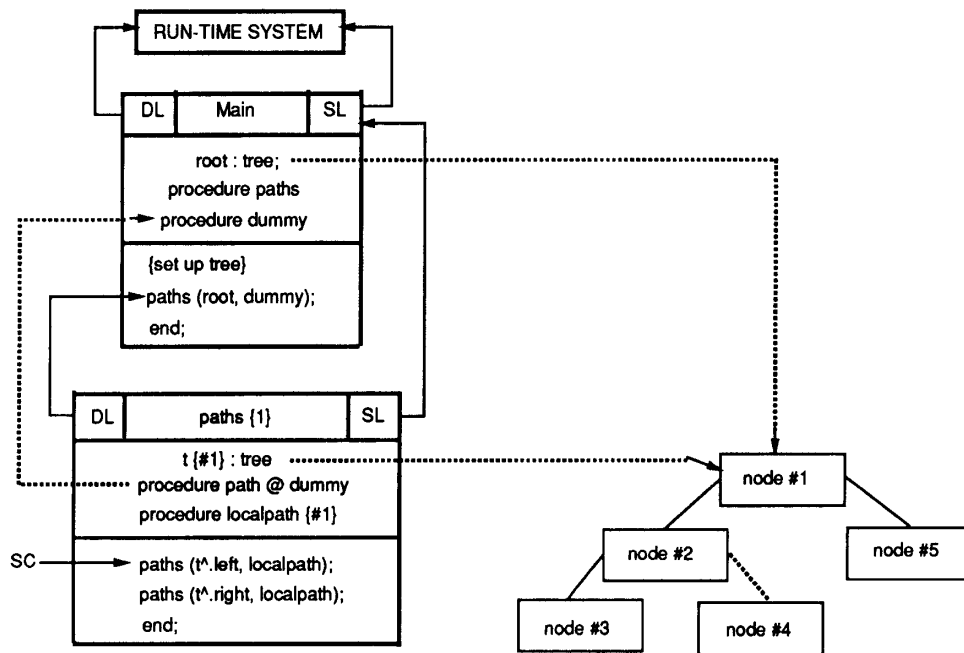 RUN-TIME SYSTEM
DL Main SL
root : tree;
procedure paths
procedure dummy
{set up tree}
paths (root, dummy);
end;
DL paths {1} SL
t {#1} : tree
procedure path @ dummy
procedure localpath {#1}
SC
paths (t^.left, localpath);
paths (t^.right, localpath);
end;
node #1
node #2
node #5
node #3
node #4